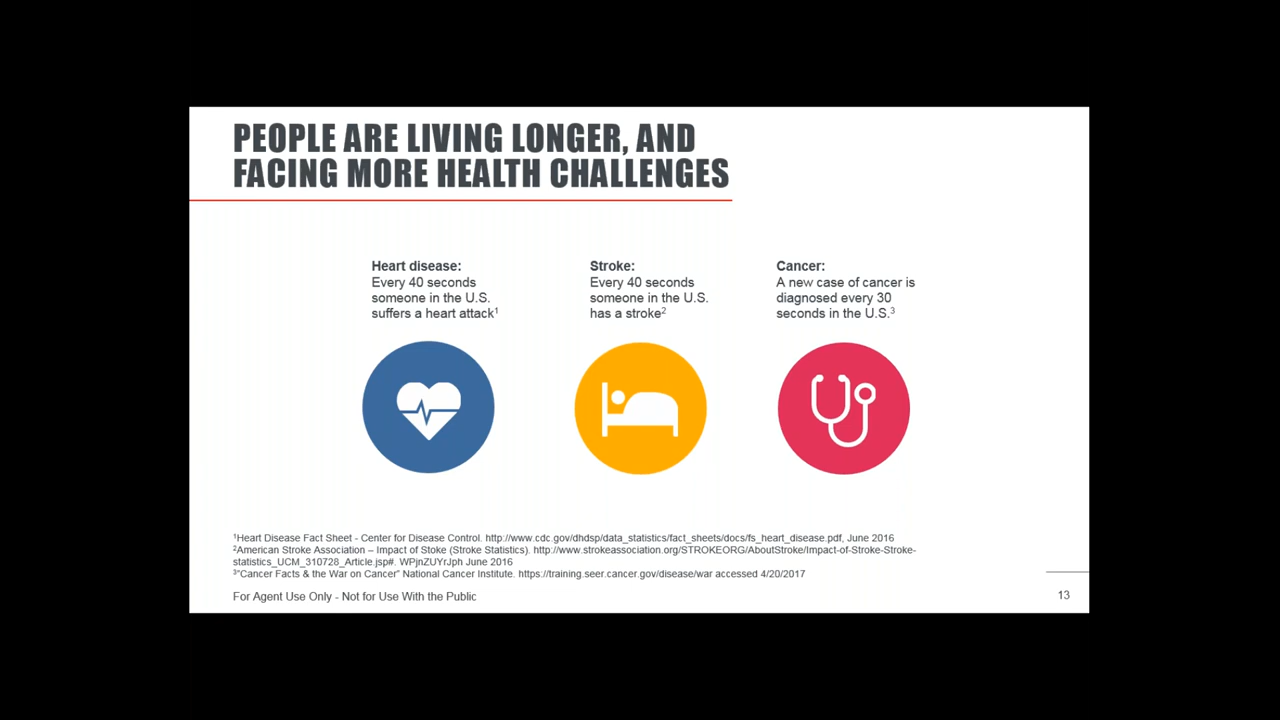 PEOPLE ARE LIVING LONGER, AND
FACING MORE HEALTH CHALLENGES
Heart disease:
Every 40 seconds
someone in the U.S.
suffers a heart attack¹
Stroke:
Every 40 seconds
someone in the U.S.
has a stroke²
Cancer:
A new case of cancer is
diagnosed every 30
seconds in the U.S.³
¹Heart Disease Fact Sheet - Center for Disease Control. http://www.cdc.gov/dhdsp/data_statistics/fact_sheets/docs/fs_heart_disease.pdf, June 2016
²American Stroke Association – Impact of Stoke (Stroke Statistics). http://www.strokeassociation.org/STROKEORG/AboutStroke/Impact-of-Stroke-Stroke-
statistics_UCM_310728_Article.jsp#. WPjnZUYrJph June 2016
³"Cancer Facts & the War on Cancer" National Cancer Institute. https://training.seer.cancer.gov/disease/war accessed 4/20/2017
For Agent Use Only - Not for Use With the Public
13